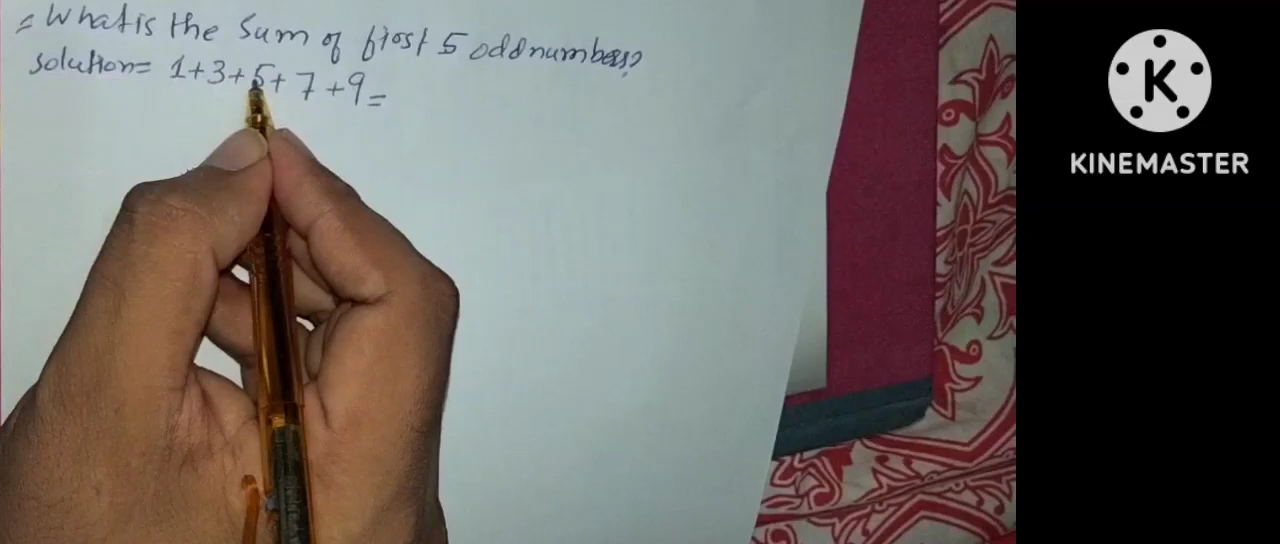 = What is the sum of first 5 odd numbers?
solution= 1+3+5+7+9=
K
KINEMASTER